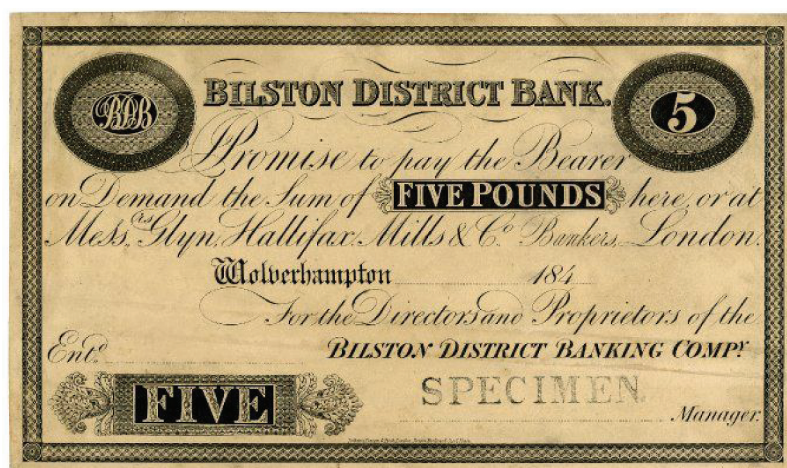 BDB
BILSTON DISTRICT BANK.
5
Promise to pay the Bearer
on Demand the Sum of FIVE POUNDS here, or at
Mess.rs Glyn, Hallifax, Mills & Co. Bankers, London.
Wolverhampton 184
For the Directors and Proprietors of the
Entd.
BILSTON DISTRICT BANKING COMPY.
FIVE
SPECIMEN
Manager.